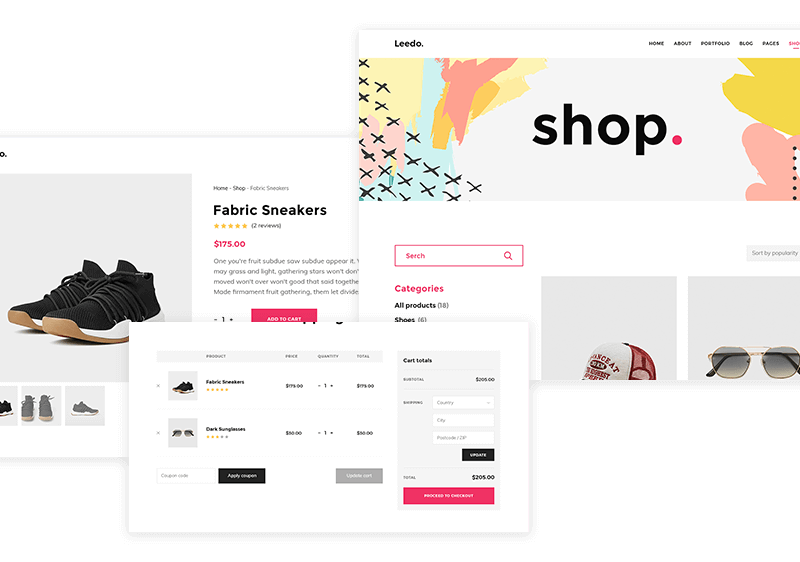 Leedo.
HOME ABOUT PORTFOLIO BLOG PAGES SHO
shop.
o.
Home - Shop - Fabric Sneakers
Fabric Sneakers
(2 reviews)
$175.00
One you're fruit subdue saw subdue appear it. V
may grass and light, gathering stars won't don'
moved won't over won't good that said togethe
Made firmament fruit gathering, them let divide
- 1 +
ADD TO CART
Serch
Sort by popularity
Categories
All products (18)
Shoes (6)
PRODUCT PRICE QUANTITY TOTAL
× Fabric Sneakers $175.00 - 1 + $175.00
× Dark Sunglasses $30.00 - 1 + $30.00
Coupon code
Apply coupon
Update cart
Cart totals
SUBTOTAL $205.00
SHIPPING
Country
City
Postcode / ZIP
UPDATE
TOTAL $205.00
PROCEED TO CHECKOUT